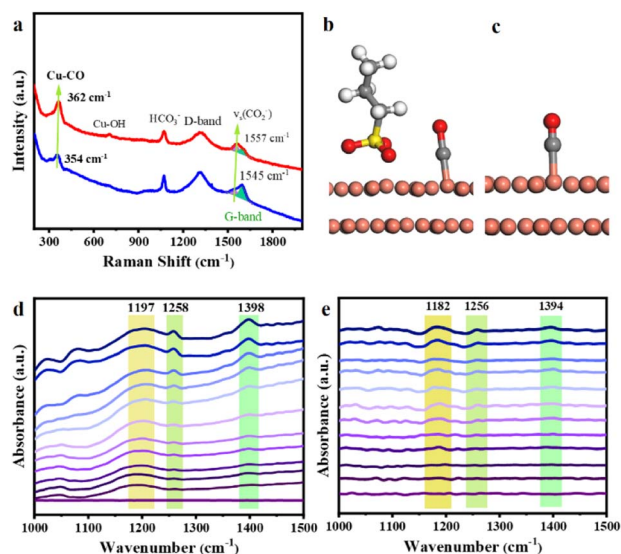 a
Intensity (a.u.)
Cu-CO
362 cm⁻¹
Cu-OH
HCO₃⁻
D-band
νₛ(CO₂⁻)
1557 cm⁻¹
354 cm⁻¹
1545 cm⁻¹
G-band
300 600 900 1200 1500 1800
Raman Shift (cm⁻¹)
b
c
d
1197 1258 1398
Absorbance (a.u.)
1000 1100 1200 1300 1400 1500
Wavenumber (cm⁻¹)
e
1182 1256 1394
Absorbance (a.u.)
1000 1100 1200 1300 1400 1500
Wavenumber (cm⁻¹)